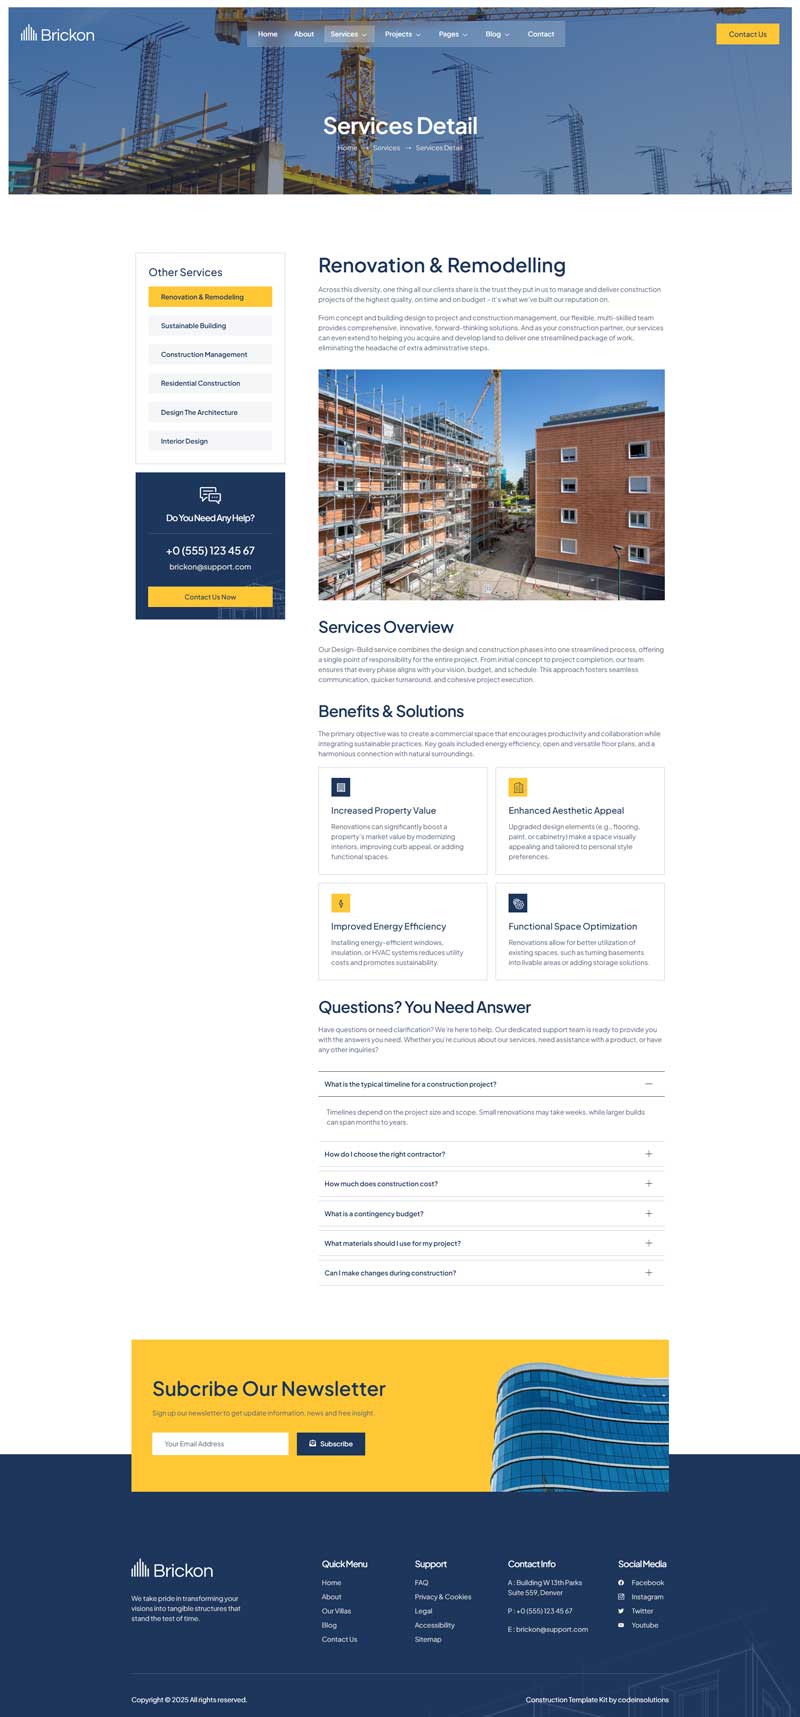 Brickon
Home About Services Projects Pages Blog Contact
Contact Us
Services Detail
Home → Services → Services Detail
Other Services
Renovation & Remodeling
Sustainable Building
Construction Management
Residential Construction
Design The Architecture
Interior Design
Do You Need Any Help?
+0 (555) 123 45 67
brickon@support.com
Contact Us Now
Renovation & Remodelling
Across this diversity, one thing all our clients share is the trust they put in us to manage and deliver construction
projects of the highest quality, on time and on budget – it's what we've built our reputation on.
From concept and building design to project and construction management, our flexible, multi-skilled team
provides comprehensive, innovative, forward-thinking solutions. And as your construction partner, our services
can even extend to helping you acquire and develop land to deliver one streamlined package of work,
eliminating the headache of extra administrative steps.
Services Overview
Our Design-Build service combines the design and construction phases into one streamlined process, offering
a single point of responsibility for the entire project. From initial concept to project completion, our team
ensures that every phase aligns with your vision, budget, and schedule. This approach fosters seamless
communication, quicker turnaround, and cohesive project execution.
Benefits & Solutions
The primary objective was to create a commercial space that encourages productivity and collaboration while
integrating sustainable practices. Key goals included energy efficiency, open and versatile floor plans, and a
harmonious connection with natural surroundings.
Increased Property Value
Renovations can significantly boost a
property's market value by modernizing
interiors, improving curb appeal, or adding
functional spaces.
Enhanced Aesthetic Appeal
Upgraded design elements (e.g., flooring,
paint, or cabinetry) make a space visually
appealing and tailored to personal style
preferences.
Improved Energy Efficiency
Installing energy-efficient windows,
insulation, or HVAC systems reduces utility
costs and promotes sustainability.
Functional Space Optimization
Renovations allow for better utilization of
existing spaces, such as turning basements
into livable areas or adding storage solutions.
Questions? You Need Answer
Have questions or need clarification? We're here to help. Our dedicated support team is ready to provide you
with the answers you need. Whether you're curious about our services, need assistance with a product, or have
any other inquiries?
What is the typical timeline for a construction project?
Timelines depend on the project size and scope. Small renovations may take weeks, while larger builds
can span months to years.
How do I choose the right contractor?
How much does construction cost?
What is a contingency budget?
What materials should I use for my project?
Can I make changes during construction?
Subcribe Our Newsletter
Sign up our newsletter to get update information, news and free insight.
Your Email Address
Subscribe
Brickon
We take pride in transforming your
visions into tangible structures that
stand the test of time.
Quick Menu
Home
About
Our Villas
Blog
Contact Us
Support
FAQ
Privacy & Cookies
Legal
Accessibility
Sitemap
Contact Info
A : Building W 13th Parks
Suite 559, Denver
P : +0 (555) 123 45 67
E : brickon@support.com
Social Media
Facebook
Instagram
Twitter
Youtube
Copyright © 2025 All rights reserved.
Construction Template Kit by codeinsolutions